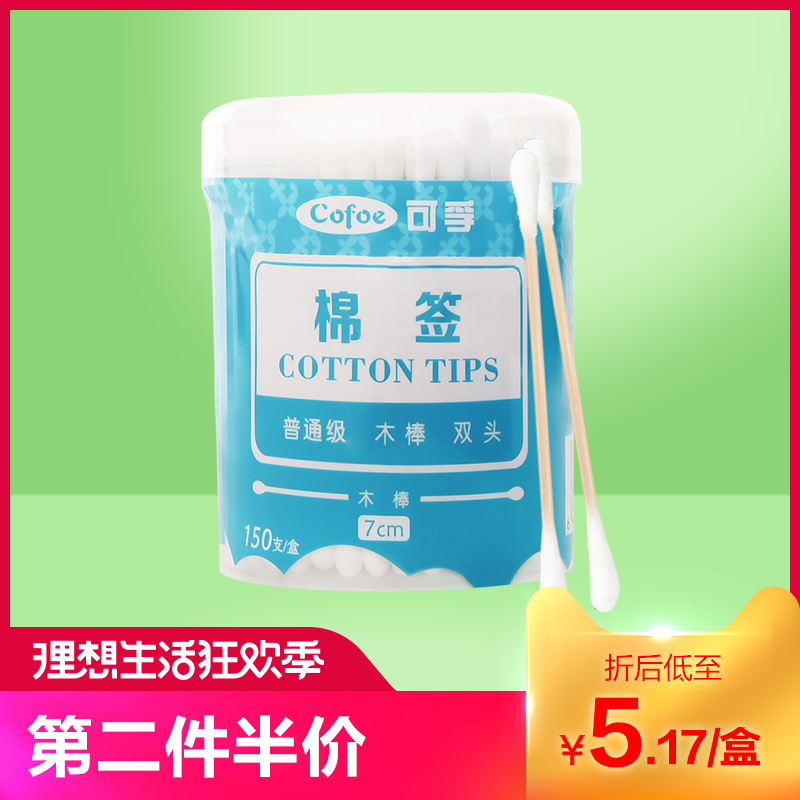 Cofoe 可孚
棉签
COTTON TIPS
普通级 木棒 双头
木棒
7cm
150支/盒
理想生活狂欢季
第二件半价
折后低至
¥5.17/盒